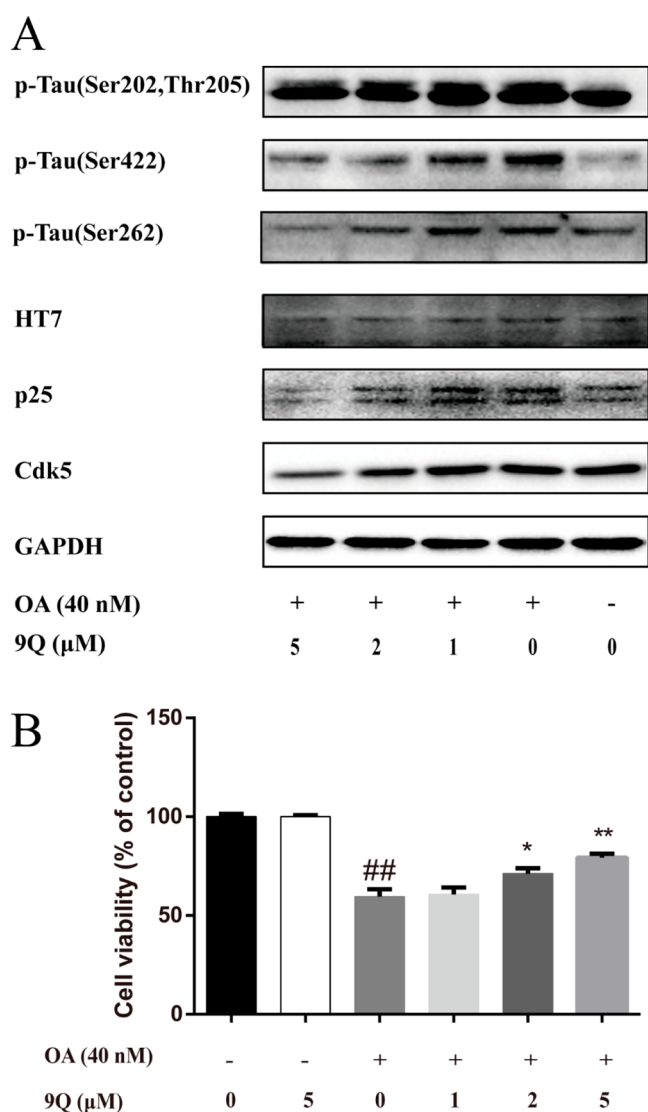 A
p-Tau(Ser202,Thr205)
p-Tau(Ser422)
p-Tau(Ser262)
HT7
p25
Cdk5
GAPDH
OA (40 nM) + + + + -
9Q (μM) 5 2 1 0 0
B
Cell viability (% of control)
150
100
50
0
## * **
OA (40 nM) - - + + + +
9Q (μM) 0 5 0 1 2 5